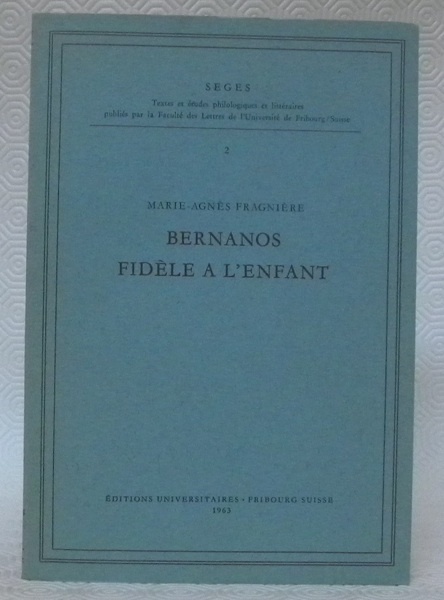 SEGES
Textes et études philologiques et littéraires
publiés par la Faculté des Lettres de l'Université de Fribourg/Suisse
2
MARIE-AGNÈS FRAGNIÈRE
BERNANOS
FIDÈLE A L'ENFANT
ÉDITIONS UNIVERSITAIRES • FRIBOURG SUISSE
1963